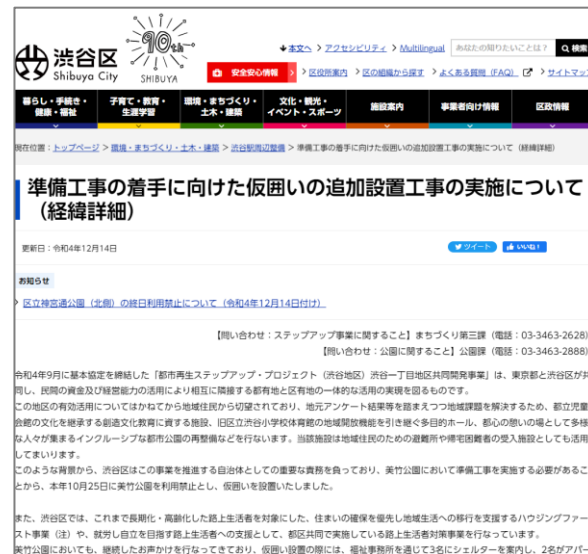 渋谷区
Shibuya City
90th
SHIBUYA
本文へ > アクセシビリティ > Multilingual
あなたの知りたいことは？
検索
安全安心情報 > 区役所案内 > 区の組織から探す > よくある質問（FAQ） > サイトマップ
暮らし・手続き・健康・福祉
子育て・教育・生涯学習
環境・まちづくり・土木・建築
文化・観光・イベント・スポーツ
施設案内
事業者向け情報
区政情報
現在位置：トップページ > 環境・まちづくり・土木・建築 > 渋谷駅周辺整備 > 準備工事の着手に向けた仮囲いの追加設置工事の実施について（経緯詳細）
準備工事の着手に向けた仮囲いの追加設置工事の実施について
（経緯詳細）
更新日：令和4年12月14日
ツイート
いいね！
お知らせ
区立神宮通公園（北側）の終日利用禁止について（令和4年12月14日付け）
【問い合わせ：ステップアップ事業に関すること】まちづくり第三課（電話：03-3463-2628）
【問い合わせ：公園に関すること】公園課（電話：03-3463-2888）
令和4年9月に基本協定を締結した「都市再生ステップアップ・プロジェクト（渋谷地区）渋谷一丁目地区共同開発事業」は、東京都と渋谷区が共
同し、民間の資金及び経営能力の活用により相互に隣接する都有地と区有地の一体的な活用の実現を図るものです。
この地区の有効活用についてはかねてから地域住民から切望されており、地元アンケート結果等を踏まえつつ地域課題を解決するため、都立児童
会館の文化を継承する創造文化教育に資する施設、旧区立渋谷小学校体育館の地域開放機能を引き継ぐ多目的ホール、都心の憩いの場として多様
な人々が集まるインクルーシブな都市公園の再整備などを行ないます。当該施設は地域住民のための避難所や帰宅困難者の受入施設としても活用
してまいります。
このような背景から、渋谷区はこの事業を推進する自治体としての重要な責務を負っており、美竹公園において準備工事を実施する必要があるこ
とから、本年10月25日に美竹公園を利用禁止とし、仮囲いを設置いたしました。
また、渋谷区では、これまで長期化・高齢化した路上生活者を対象にした、住まいの確保を優先し地域生活への移行を支援するハウジングファー
スト事業（注）や、就労し自立を目指す路上生活者への支援として、都区共同で実施している路上生活者対策事業を行なっています。
美竹公園においても、継続したお声かけを行なってきており、仮囲い設置の際には、福祉事務所を通じて3名にシェルターを案内し、2名がアパ